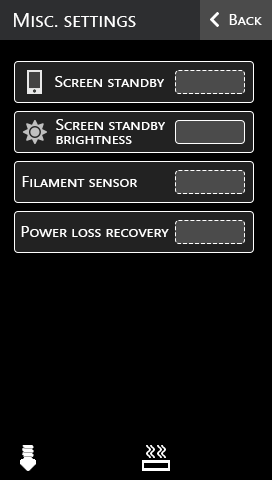 Misc. settings
Back
Screen standby
Screen standby
brightness
Filament sensor
Power loss recovery